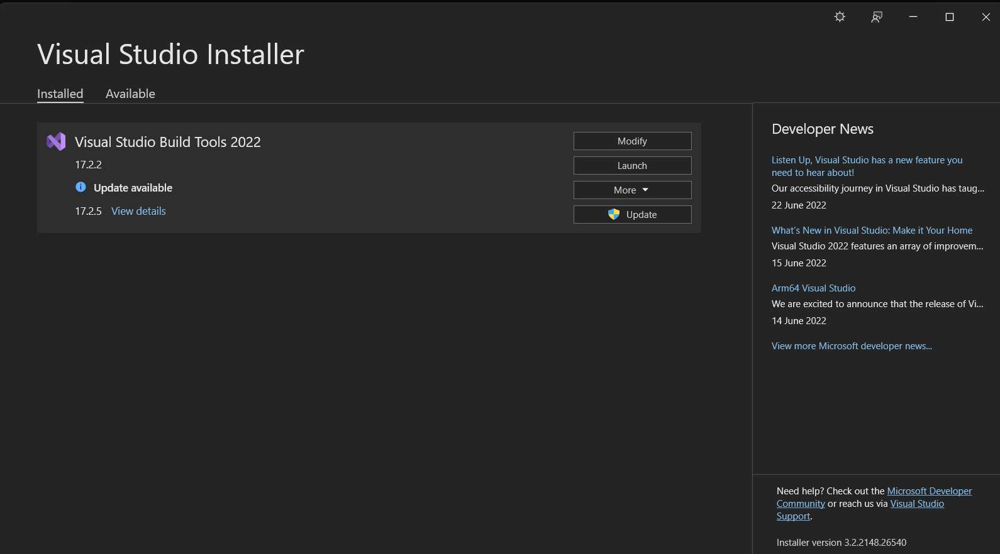 Visual Studio Installer
Installed
Available
Visual Studio Build Tools 2022
17.2.2
Update available
17.2.5 View details
Modify
Launch
More
Update
Developer News
Listen Up, Visual Studio has a new feature you
need to hear about!
Our accessibility journey in Visual Studio has taug...
22 June 2022
What's New in Visual Studio: Make it Your Home
Visual Studio 2022 features an array of improvem...
15 June 2022
Arm64 Visual Studio
We are excited to announce that the release of Vi...
14 June 2022
View more Microsoft developer news...
Need help? Check out the Microsoft Developer
Community or reach us via Visual Studio
Support.
Installer version 3.2.2148.26540